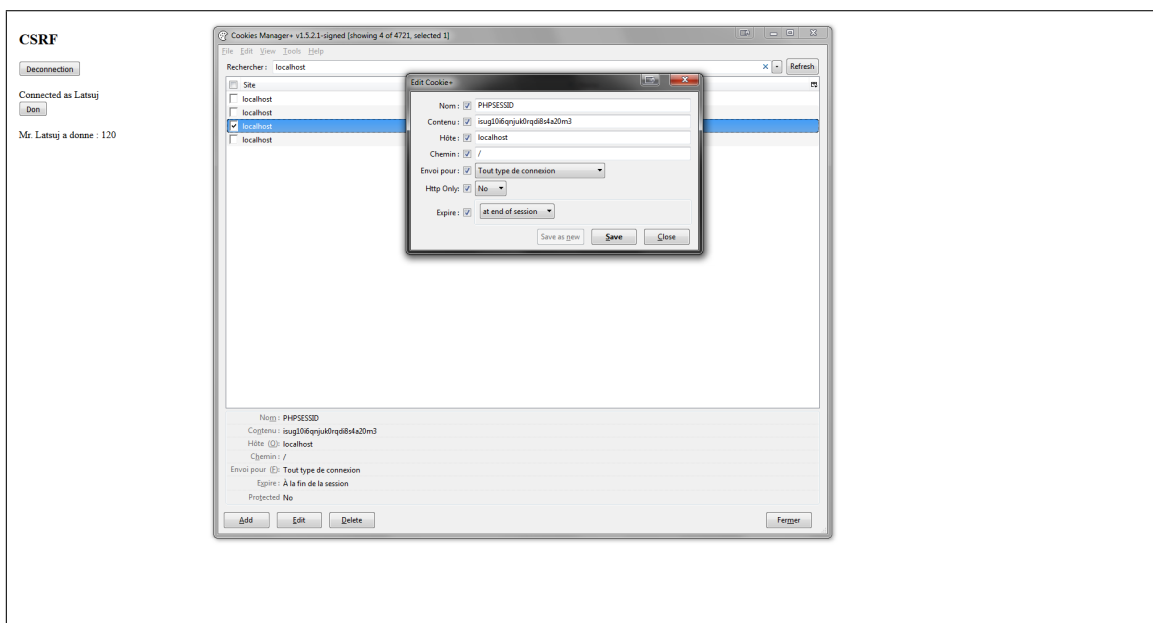 CSRF
Deconnection
Connected as Latsuj
Don
Mr. Latsuj a donne : 120
Cookies Manager+ v1.5.2.1-signed [showing 4 of 4721, selected 1]
File Edit View Tools Help
Rechercher : localhost Refresh
Site
localhost
localhost
localhost
localhost
Edit Cookie+
Nom : PHPSESSID
Contenu : isug10i6qnjuk0rqdi8s4a20m3
Hôte : localhost
Chemin : /
Envoi pour : Tout type de connexion
Http Only: No
Expire : at end of session
Save as new Save Close
Nom : PHPSESSID
Contenu : isug10i6qnjuk0rqdi8s4a20m3
Hôte (O): localhost
Chemin : /
Envoi pour (F): Tout type de connexion
Expire : À la fin de la session
Protected No
Add Edit Delete Fermer